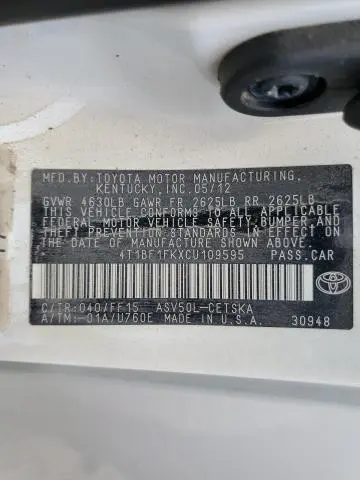 MFD.BY:TOYOTA MOTOR MANUFACTURING,
KENTUCKY,INC.05/12
GVWR 4630LB GAWR FR 2625LB RR 2625LB
THIS VEHICLE CONFORMS TO ALL APPLICABLE
FEDERAL MOTOR VEHICLE SAFETY, BUMPER,AND
THEFT PREVENTION STANDARDS IN EFFECT ON
THE DATE OF MANUFACTURE SHOWN ABOVE.
4T1BF1FKXCU109595 PASS.CAR
C/TR:040/FF15 ASV50L-CETSKA
A/TM:-01A/U760E MADE IN U.S.A. 30948